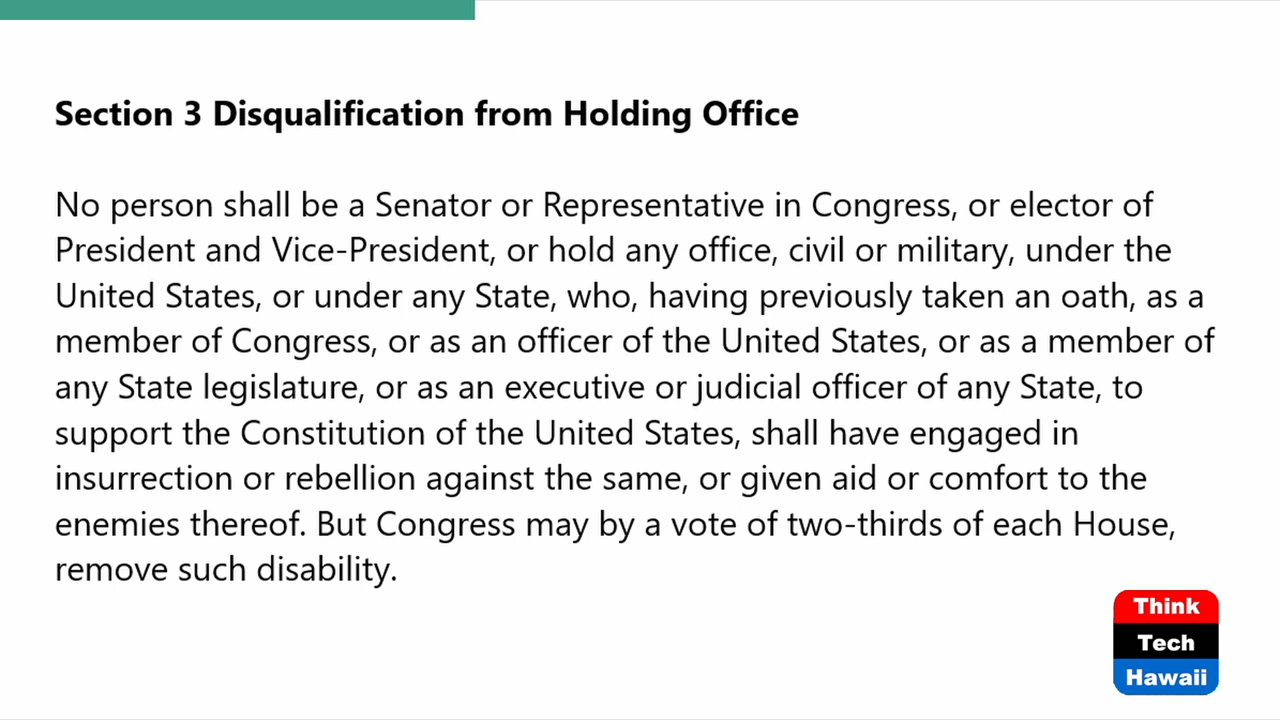 Section 3 Disqualification from Holding Office
No person shall be a Senator or Representative in Congress, or elector of
President and Vice-President, or hold any office, civil or military, under the
United States, or under any State, who, having previously taken an oath, as a
member of Congress, or as an officer of the United States, or as a member of
any State legislature, or as an executive or judicial officer of any State, to
support the Constitution of the United States, shall have engaged in
insurrection or rebellion against the same, or given aid or comfort to the
enemies thereof. But Congress may by a vote of two-thirds of each House,
remove such disability.
Think
Tech
Hawaii